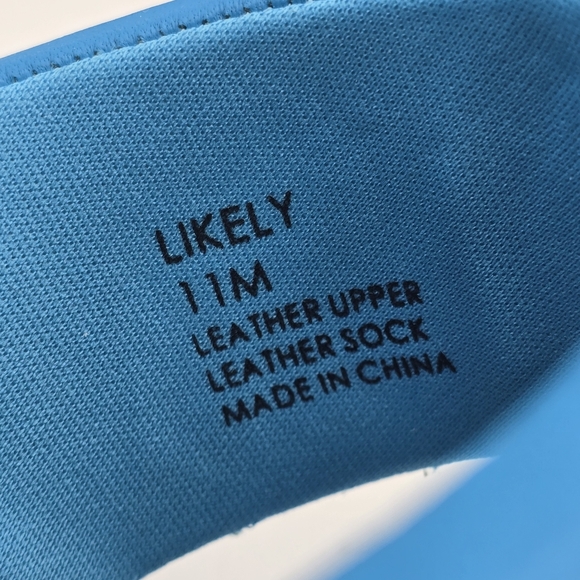 LIKELY
11M
LEATHER UPPER
LEATHER SOCK
MADE IN CHINA